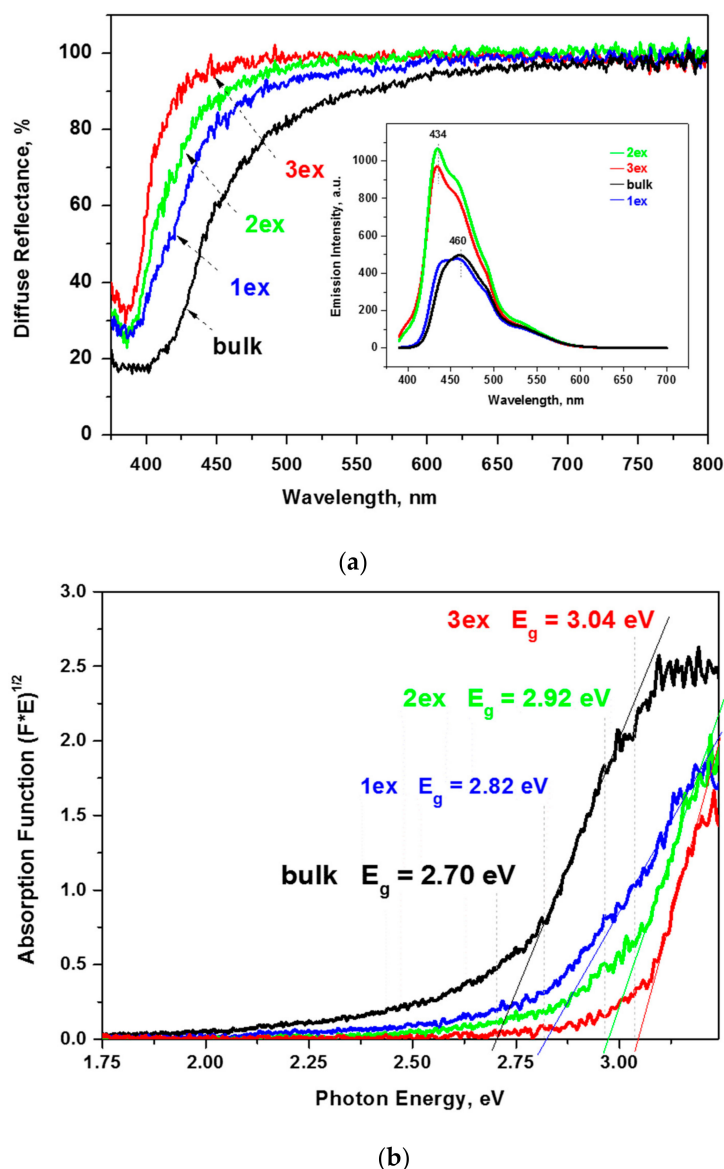 100
80
60
40
20
0
Diffuse Reflectance, %
3ex
2ex
1ex
bulk
400 450 500 550 600 650 700 750 800
Wavelength, nm
434
460
2ex
3ex
bulk
1ex
1000
800
600
400
200
0
Emission Intensity, a.u.
400 450 500 550 600 650 700
Wavelength, nm
(a)
3.0
2.5
2.0
1.5
1.0
0.5
0.0
Absorption Function (F*E)^1/2
3ex E_g = 3.04 eV
2ex E_g = 2.92 eV
1ex E_g = 2.82 eV
bulk E_g = 2.70 eV
1.75 2.00 2.25 2.50 2.75 3.00
Photon Energy, eV
(b)